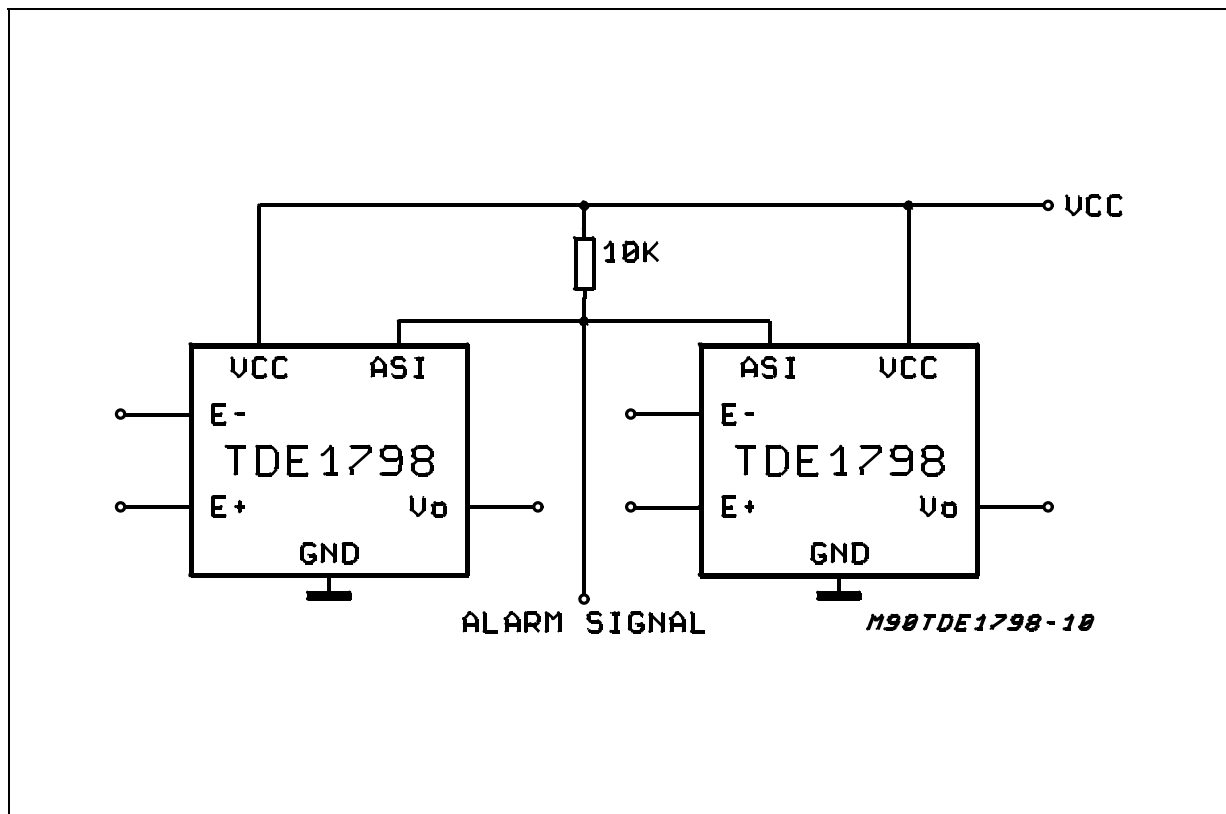 VCC
10K
VCC ASI
ASI VCC
E-
E-
TDE1798
TDE1798
E+ Vo
E+ Vo
GND
GND
ALARM SIGNAL
M90TDE1798-10